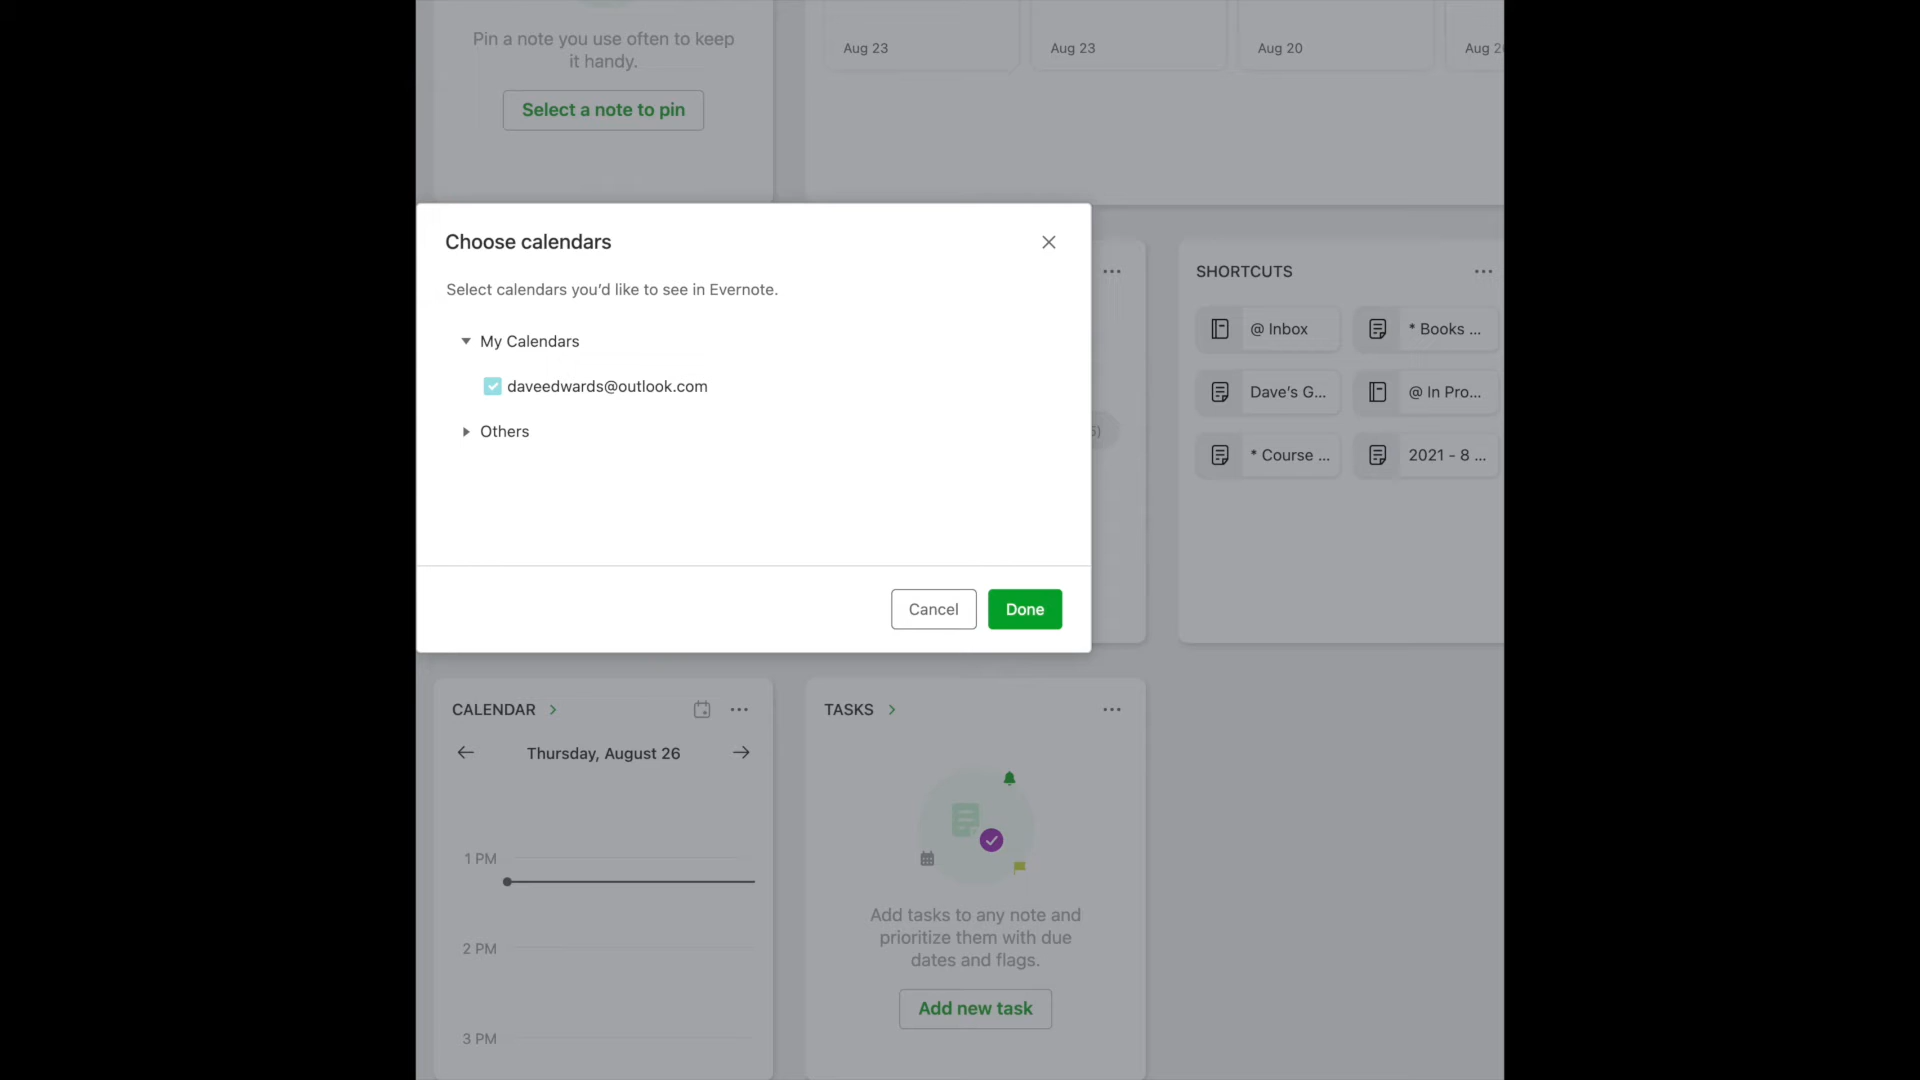 Pin a note you use often to keep
it handy.
Select a note to pin
Aug 23
Aug 23
Aug 20
Aug 2
Choose calendars
Select calendars you’d like to see in Evernote.
My Calendars
daveedwards@outlook.com
Others
Cancel
Done
SHORTCUTS
@ Inbox
* Books ...
Dave’s G...
@ In Pro...
* Course ...
2021 - 8 ...
CALENDAR
Thursday, August 26
1 PM
2 PM
3 PM
TASKS
Add tasks to any note and
prioritize them with due
dates and flags.
Add new task